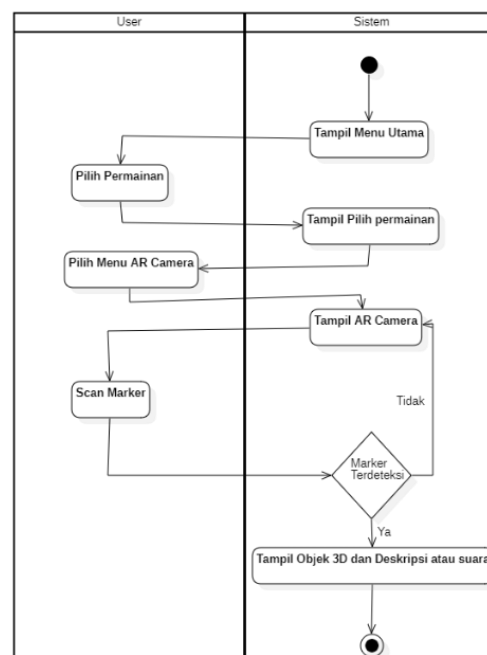 User
Sistem
Tampil Menu Utama
Pilih Permainan
Tampil Pilih permainan
Pilih Menu AR Camera
Tampil AR Camera
Scan Marker
Tidak
Marker
Terdeteksi
Ya
Tampil Objek 3D dan Deskripsi atau suara